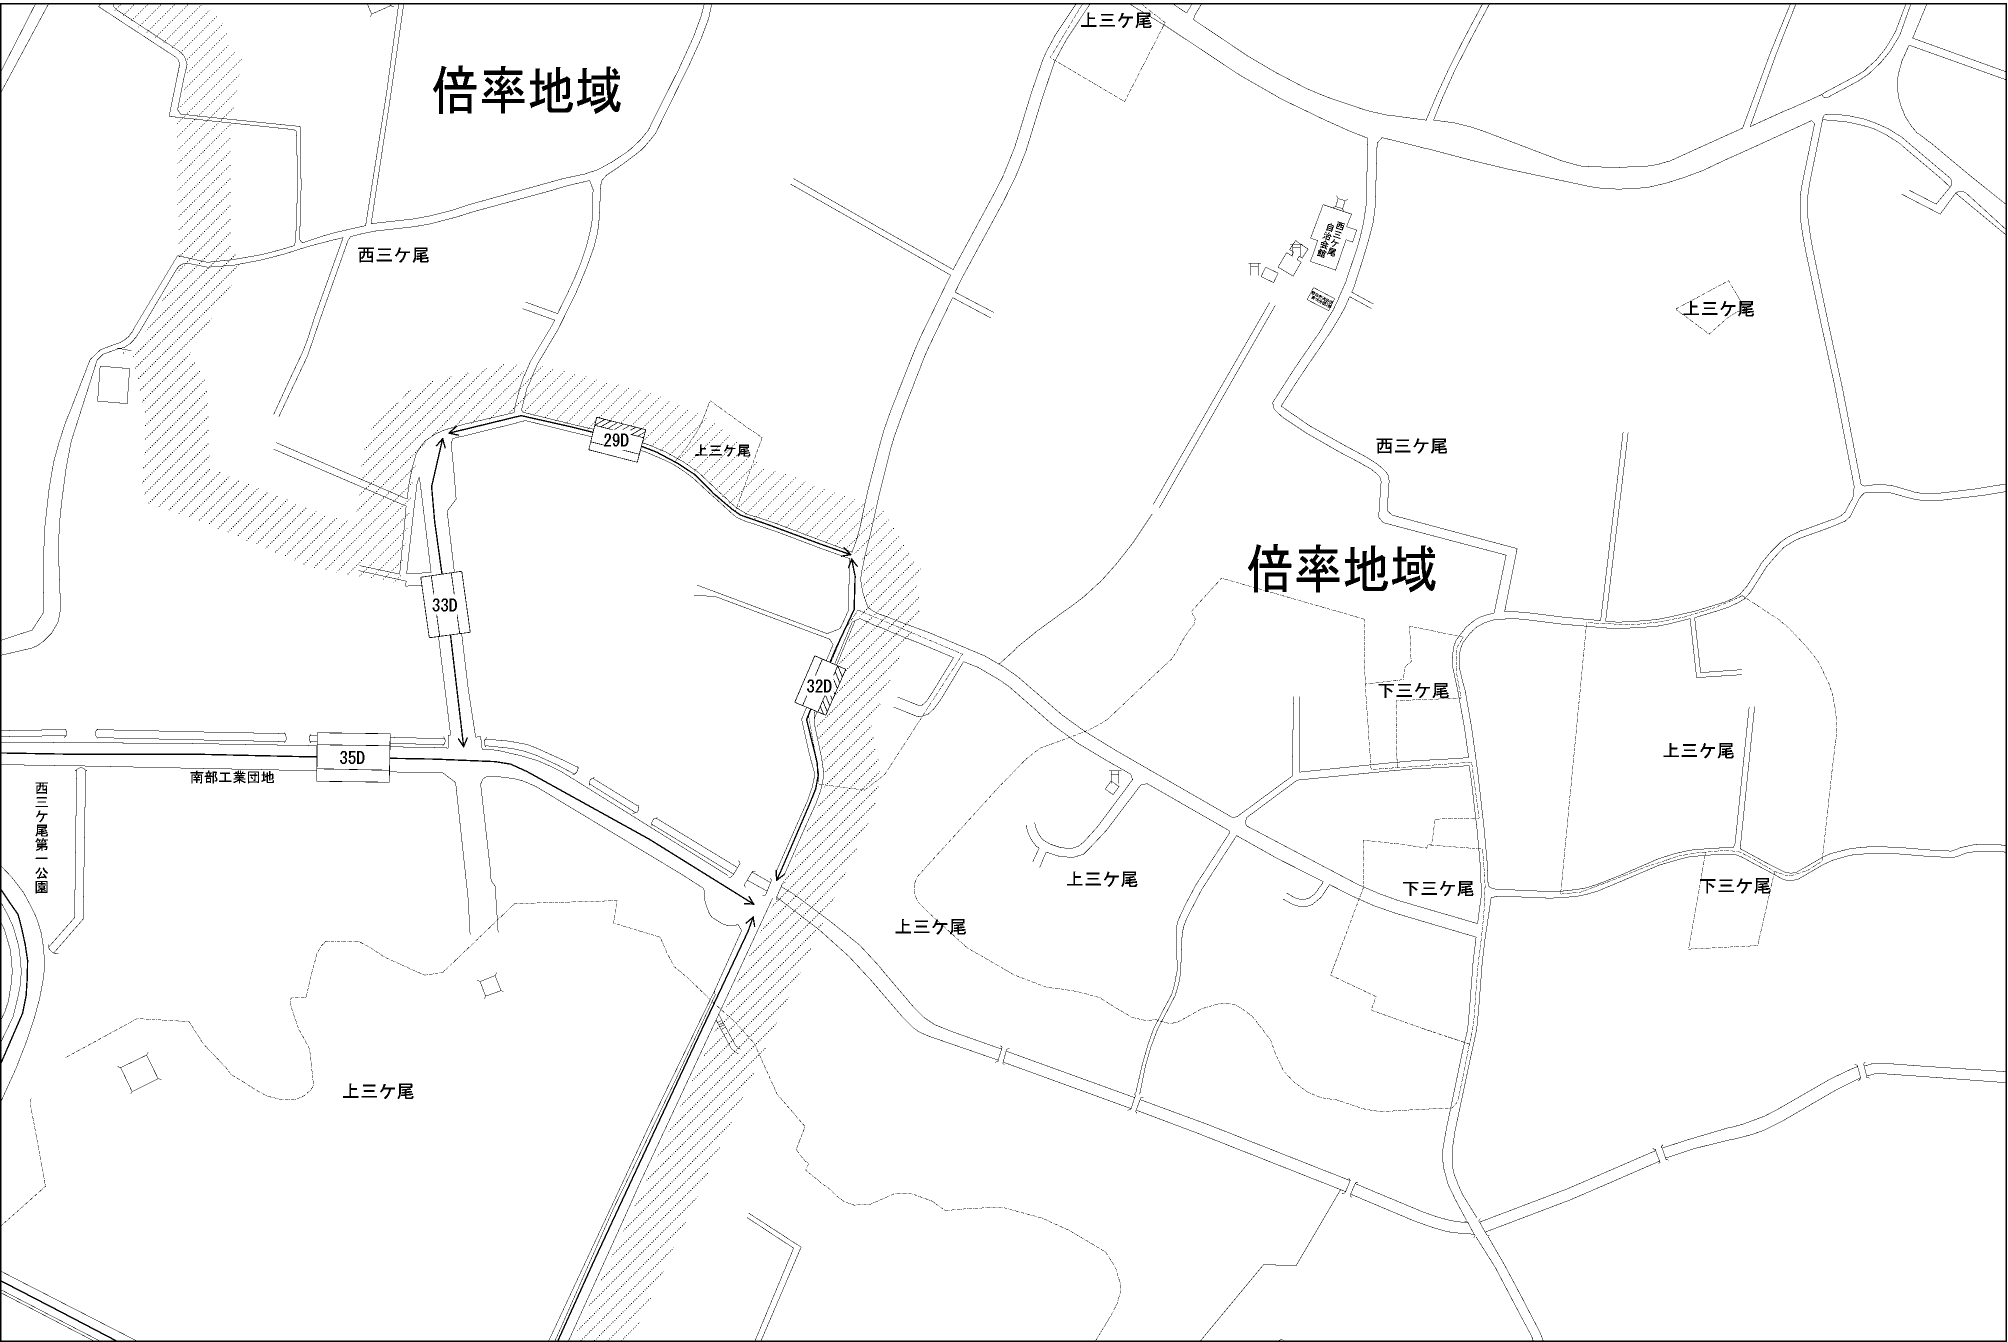 上三ケ尾
倍率地域
西三ケ尾
西三ケ尾
自治会館
上三ケ尾
29D
上三ケ尾
西三ケ尾
倍率地域
33D
32D
下三ケ尾
35D
上三ケ尾
南部工業団地
西三ケ尾第一公園
上三ケ尾
下三ケ尾
下三ケ尾
上三ケ尾
上三ケ尾